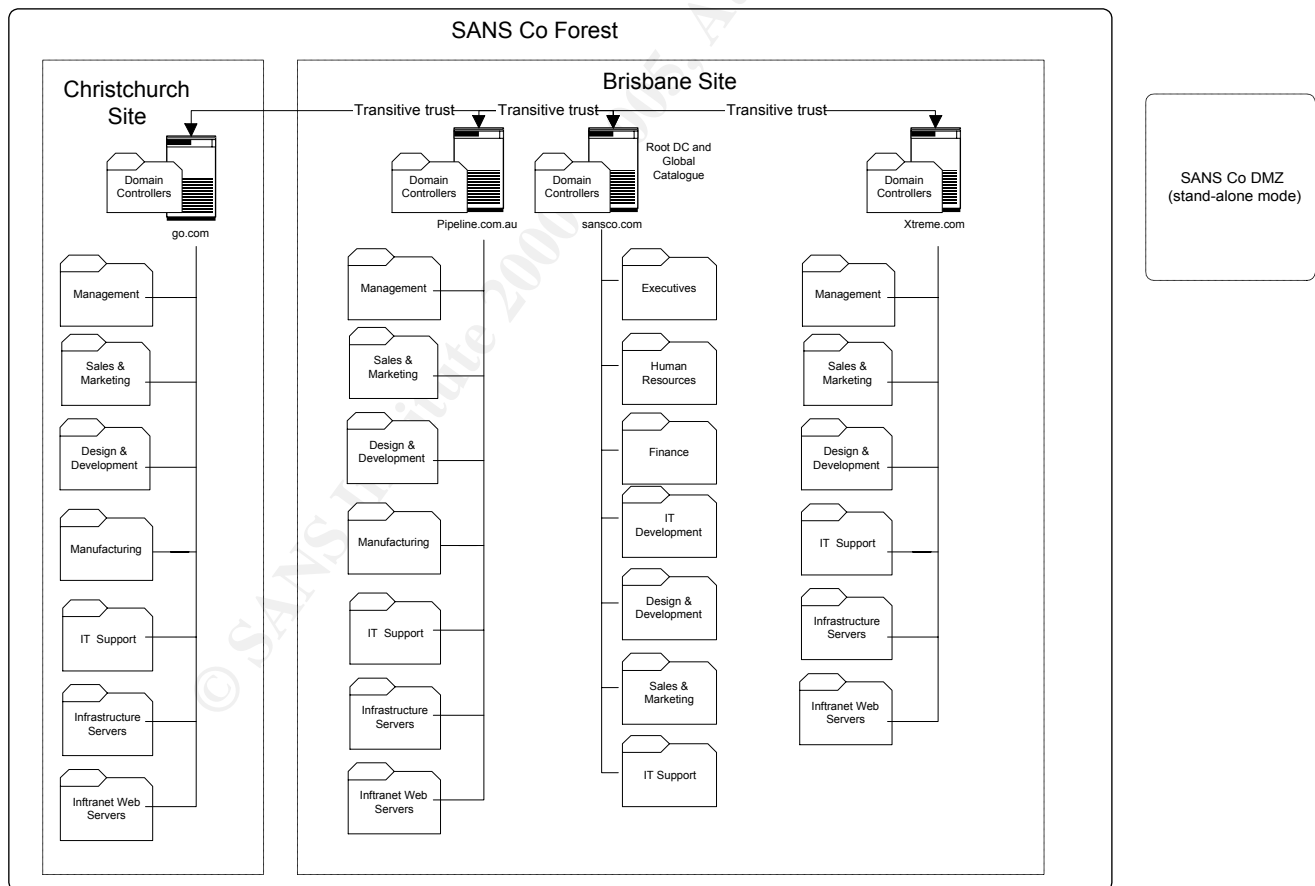 SANS Co Forest
Christchurch
Site
Brisbane Site
Transitive trust
Transitive trust
Transitive trust
Domain
Controllers
go.com
Domain
Controllers
Pipeline.com.au
Domain
Controllers
sansco.com
Root DC and
Global
Catalogue
Domain
Controllers
Xtreme.com
SANS Co DMZ
(stand-alone mode)
Management
Sales &
Marketing
Design &
Development
Manufacturing
IT Support
Infrastructure
Servers
Inftranet Web
Servers
Management
Sales &
Marketing
Design &
Development
Manufacturing
IT Support
Infrastructure
Servers
Inftranet Web
Servers
Executives
Human
Resources
Finance
IT
Development
Design &
Development
Sales &
Marketing
IT Support
Management
Sales &
Marketing
Design &
Development
IT Support
Infrastructure
Servers
Inftranet Web
Servers
© SANS Institute 2000 2005, A